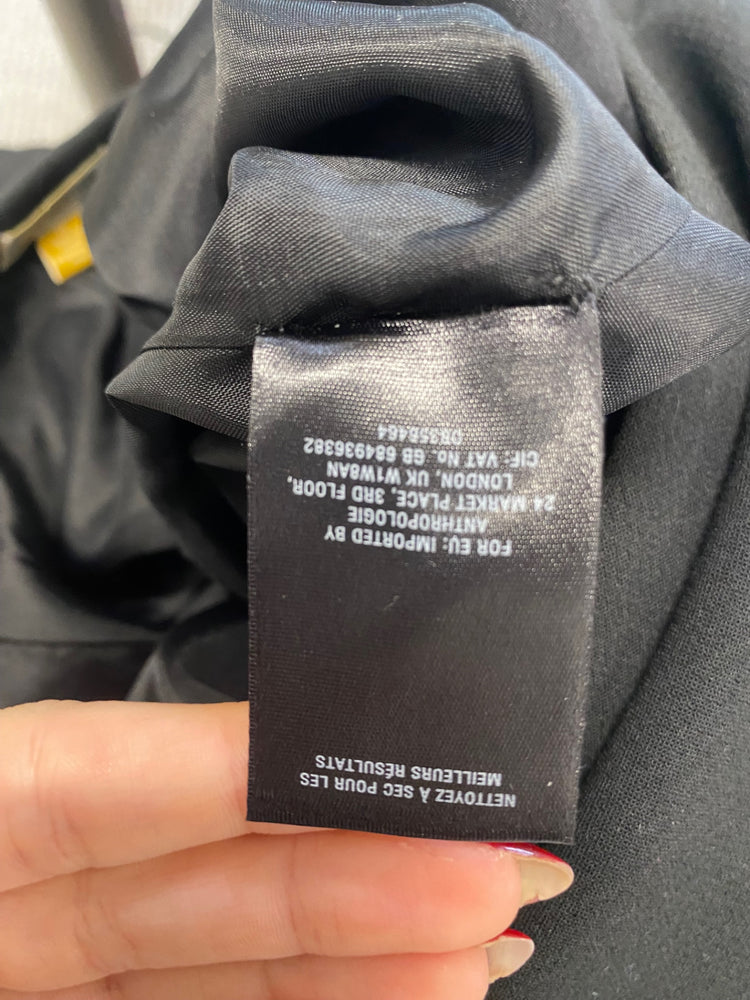 NETTOYEZ À SEC POUR LES
MEILLEURS RÉSULTATS
FOR EU: IMPORTED BY
ANTHROPOLOGIE
24 MARKET PLACE, 3RD FLOOR,
LONDON, UK W1W8AN
CIF: VAT No. GB 684936382